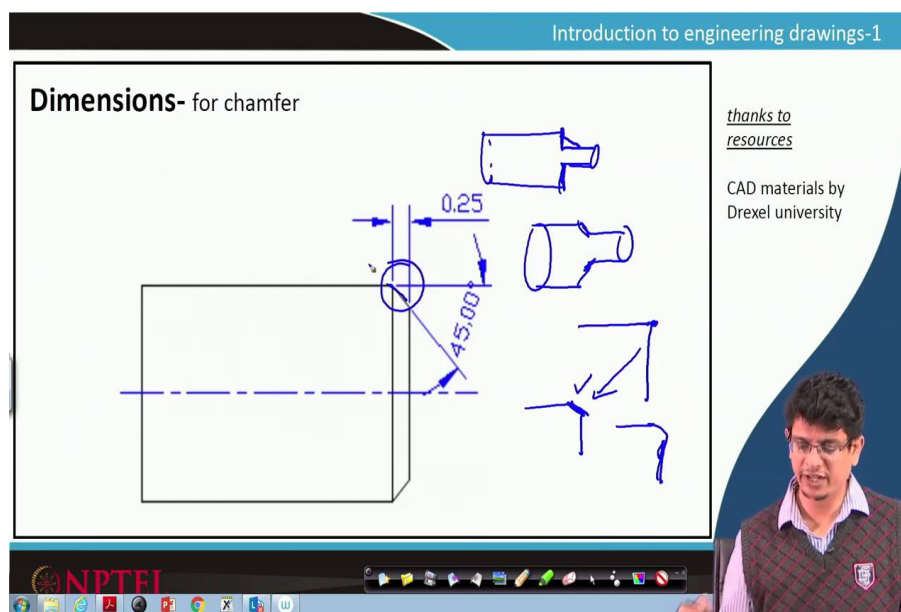 Introduction to engineering drawings-1
Dimensions- for chamfer
thanks to
resources
CAD materials by
Drexel university
0.25
45.00°
NPTEL